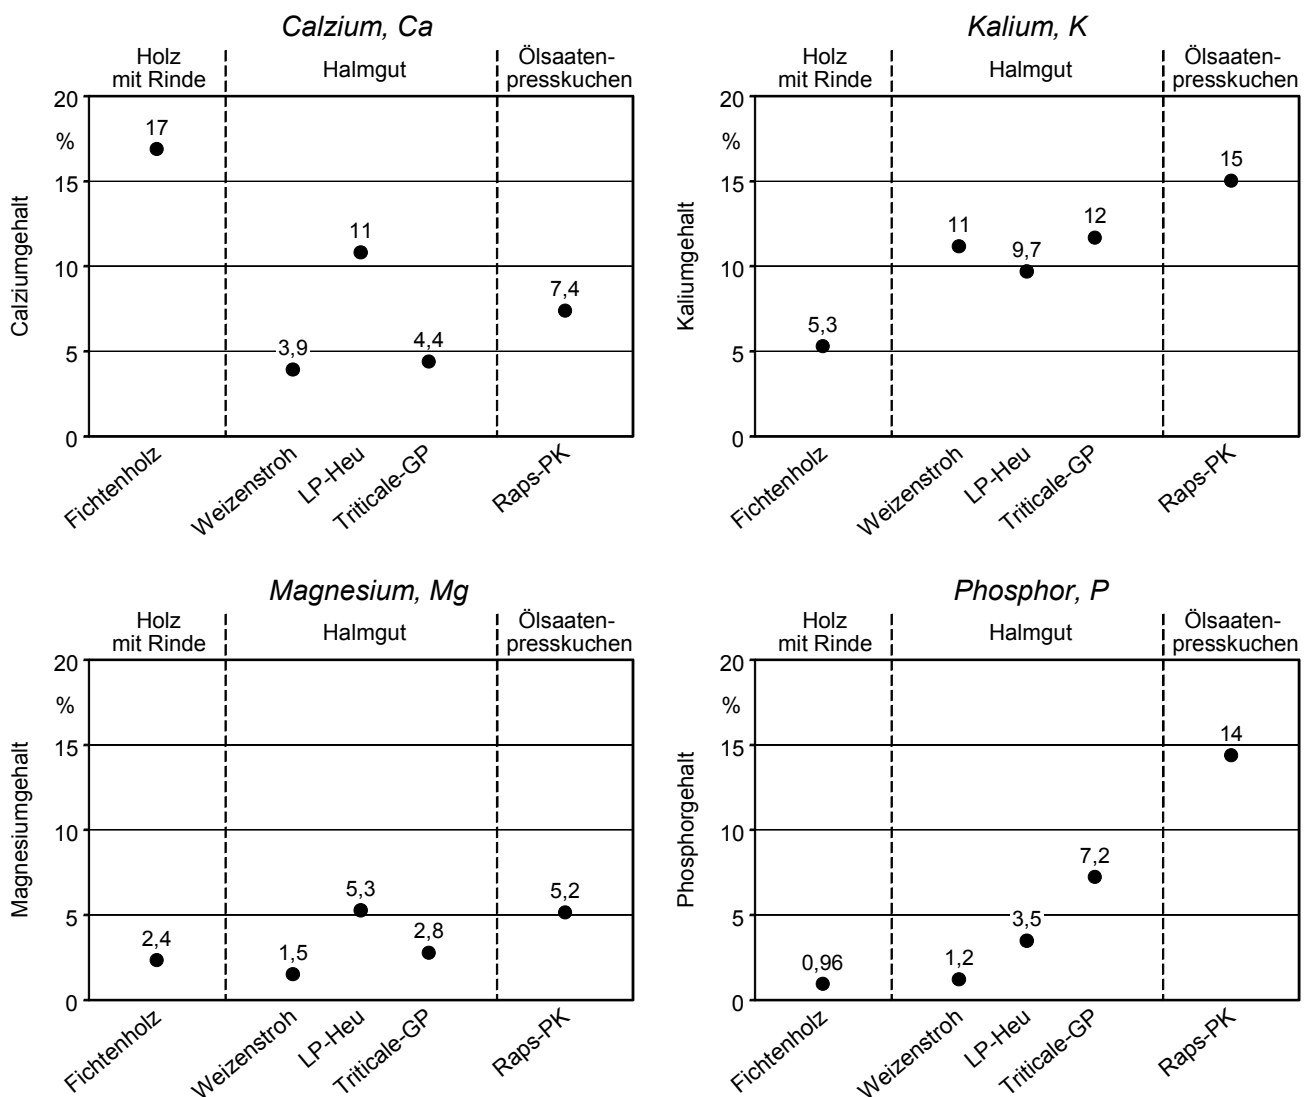 Calzium, Ca
Holz
mit Rinde
Halmgut
Ölsaaten-
presskuchen
20
%
15
10
5
0
Calziumgehalt
17
3,9
11
4,4
7,4
Fichtenholz
Weizenstroh
LP-Heu
Triticale-GP
Raps-PK
Kalium, K
Holz
mit Rinde
Halmgut
Ölsaaten-
presskuchen
20
%
15
10
5
0
Kaliumgehalt
5,3
11
9,7
12
15
Fichtenholz
Weizenstroh
LP-Heu
Triticale-GP
Raps-PK
Magnesium, Mg
Holz
mit Rinde
Halmgut
Ölsaaten-
presskuchen
20
%
15
10
5
0
Magnesiumgehalt
2,4
1,5
5,3
2,8
5,2
Fichtenholz
Weizenstroh
LP-Heu
Triticale-GP
Raps-PK
Phosphor, P
Holz
mit Rinde
Halmgut
Ölsaaten-
presskuchen
20
%
15
10
5
0
Phosphorgehalt
0,96
1,2
3,5
7,2
14
Fichtenholz
Weizenstroh
LP-Heu
Triticale-GP
Raps-PK